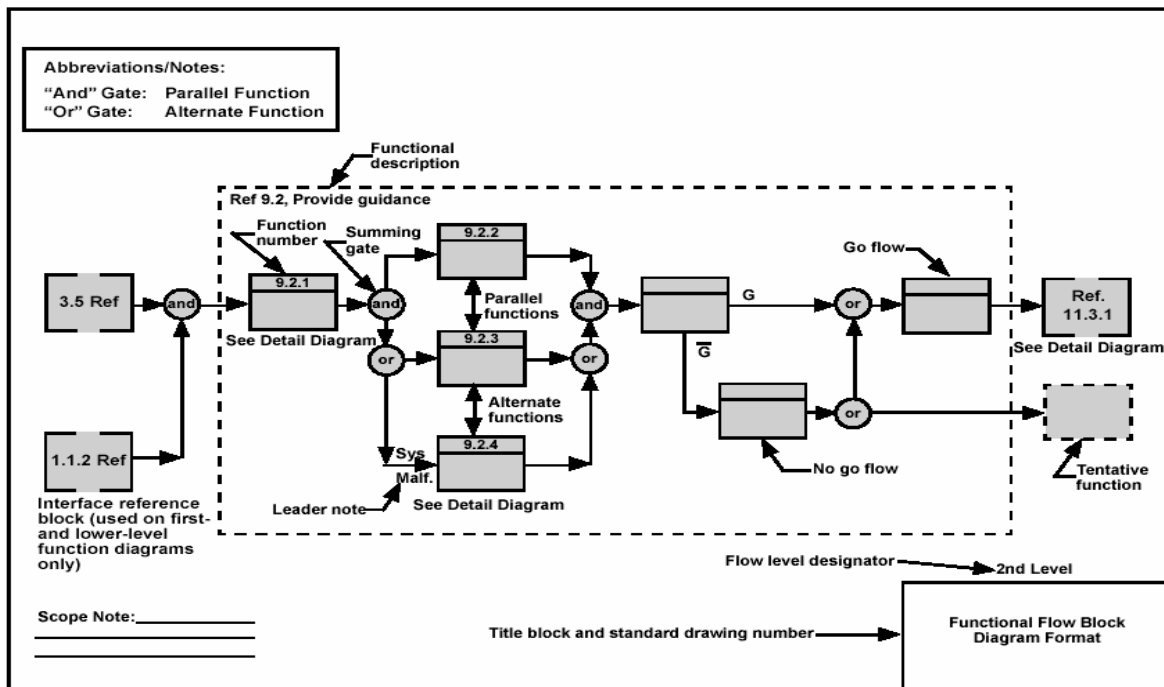 Abbreviations/Notes:
“And” Gate: Parallel Function
“Or” Gate: Alternate Function
Functional
description
Ref 9.2, Provide guidance
Function
number
Summing
gate
9.2.2
Go flow
3.5 Ref
and
9.2.1
and
Parallel
functions
and
G
or
Ref.
11.3.1
See Detail Diagram
See Detail Diagram
or
9.2.3
or
G̅
Alternate
functions
or
1.1.2 Ref
Sys
Malf.
9.2.4
No go flow
Tentative
function
Leader note
See Detail Diagram
Interface reference
block (used on first-
and lower-level
function diagrams
only)
Flow level designator
2nd Level
Scope Note:
Title block and standard drawing number
Functional Flow Block
Diagram Format